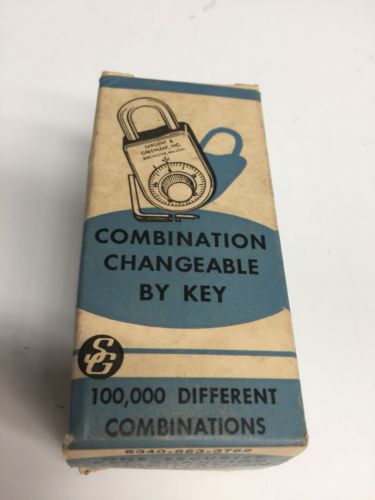 SARGENT &
GREENLEAF, INC.
COMBINATION
CHANGEABLE
BY KEY
SG
100,000 DIFFERENT
COMBINATIONS
5340-663-3752